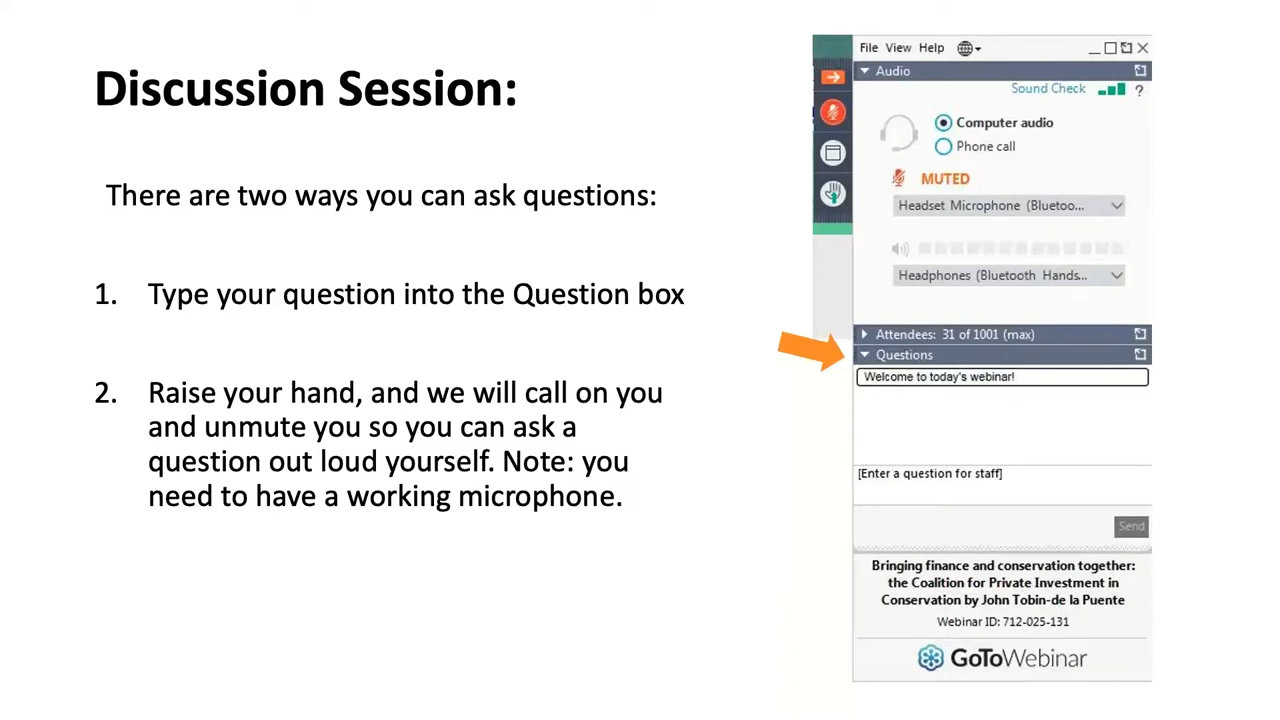 Discussion Session:
There are two ways you can ask questions:
1. Type your question into the Question box
2. Raise your hand, and we will call on you
and unmute you so you can ask a
question out loud yourself. Note: you
need to have a working microphone.
File View Help
Audio
Sound Check ?
Computer audio
Phone call
MUTED
Headset Microphone (Bluetoo...
Headphones (Bluetooth Hands...
Attendees: 31 of 1001 (max)
Questions
Welcome to today's webinar!
[Enter a question for staff]
Send
Bringing finance and conservation together:
the Coalition for Private Investment in
Conservation by John Tobin-de la Puente
Webinar ID: 712-025-131
GoToWebinar